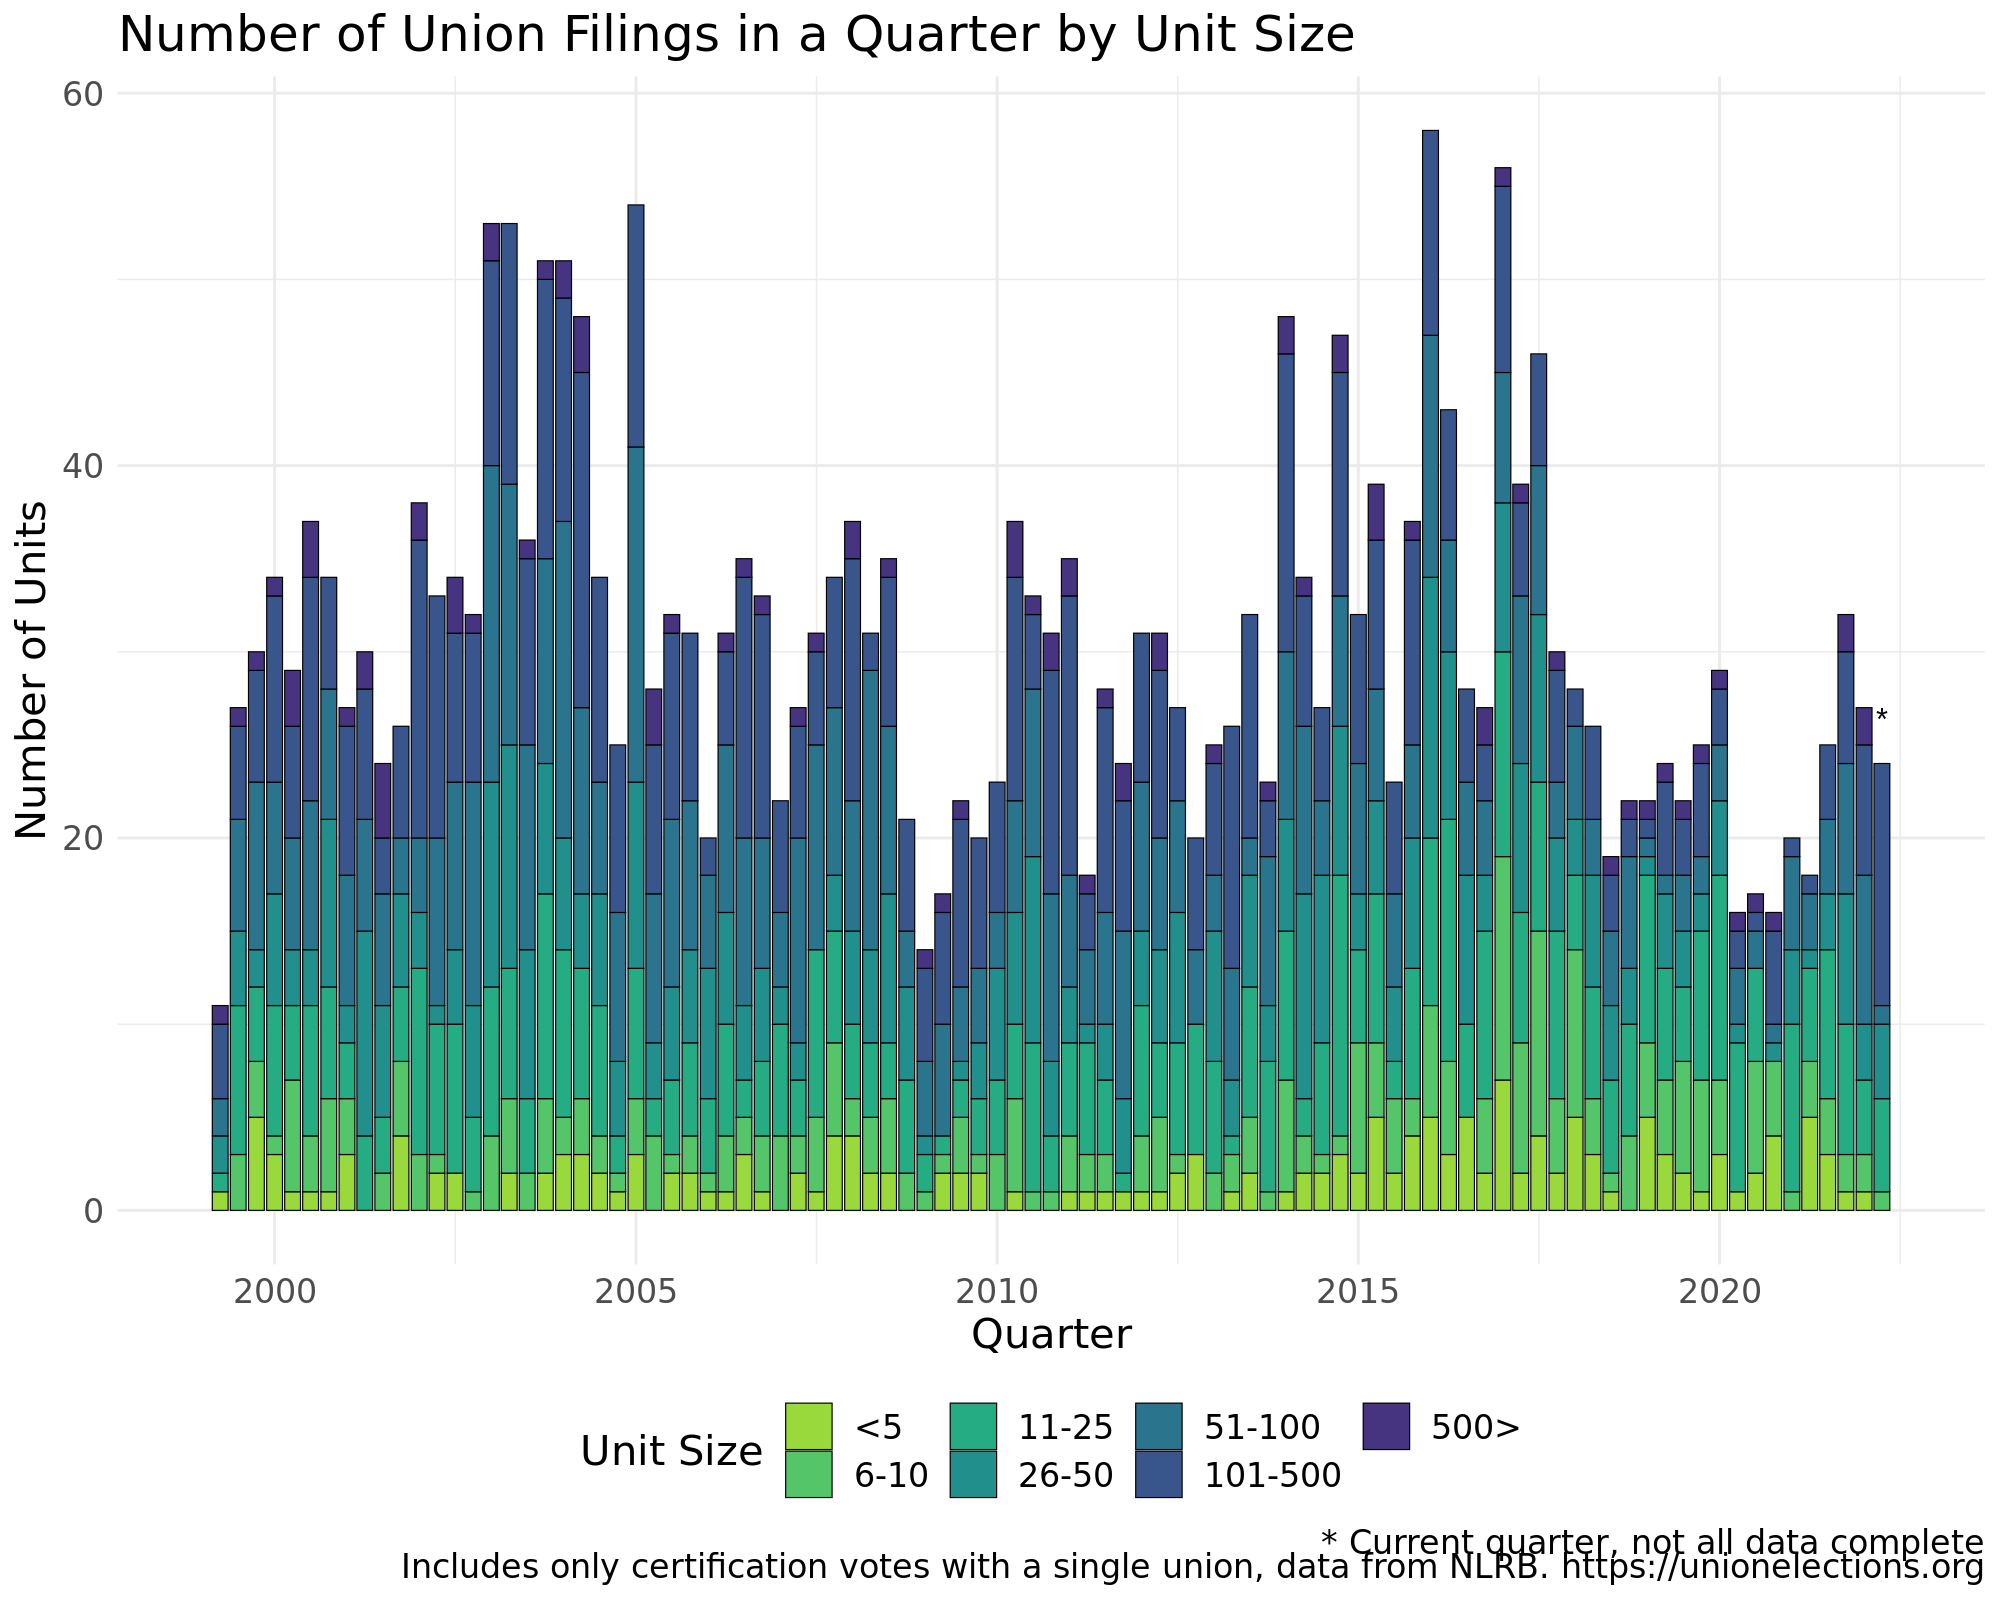 Number of Union Filings in a Quarter by Unit Size
60
40
20
0
Number of Units
*
2000 2005 2010 2015 2020
Quarter
Unit Size
<5 11-25 51-100 500>
6-10 26-50 101-500
* Current quarter, not all data complete
Includes only certification votes with a single union, data from NLRB. https://unionelections.org